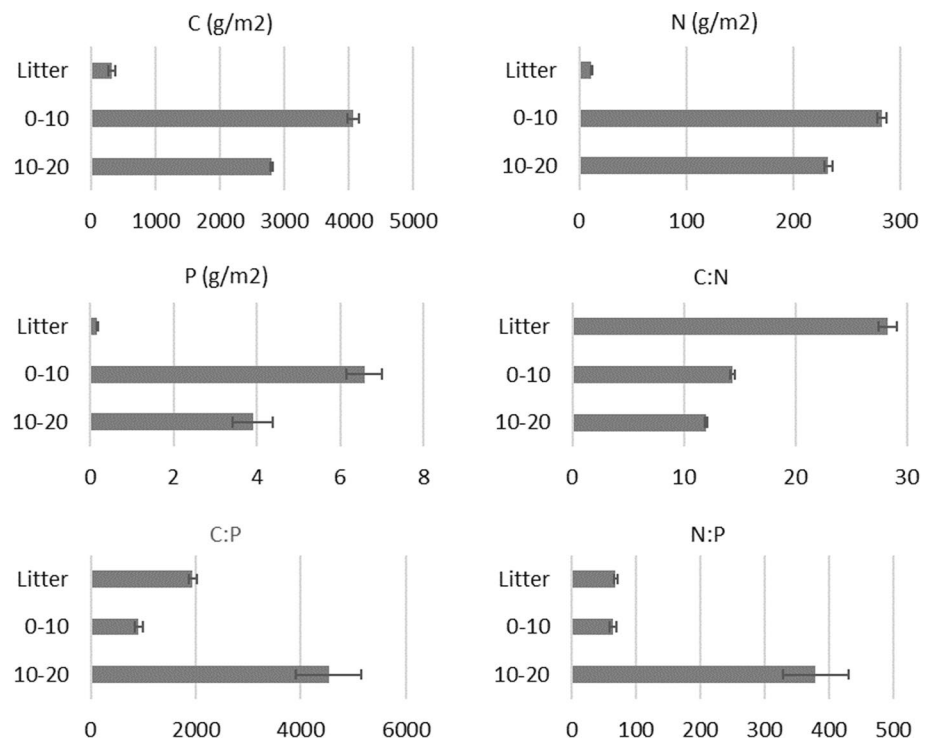 C (g/m2)
Litter
0-10
10-20
0 1000 2000 3000 4000 5000
N (g/m2)
Litter
0-10
10-20
0 100 200 300
P (g/m2)
Litter
0-10
10-20
0 2 4 6 8
C:N
Litter
0-10
10-20
0 10 20 30
C:P
Litter
0-10
10-20
0 2000 4000 6000
N:P
Litter
0-10
10-20
0 100 200 300 400 500